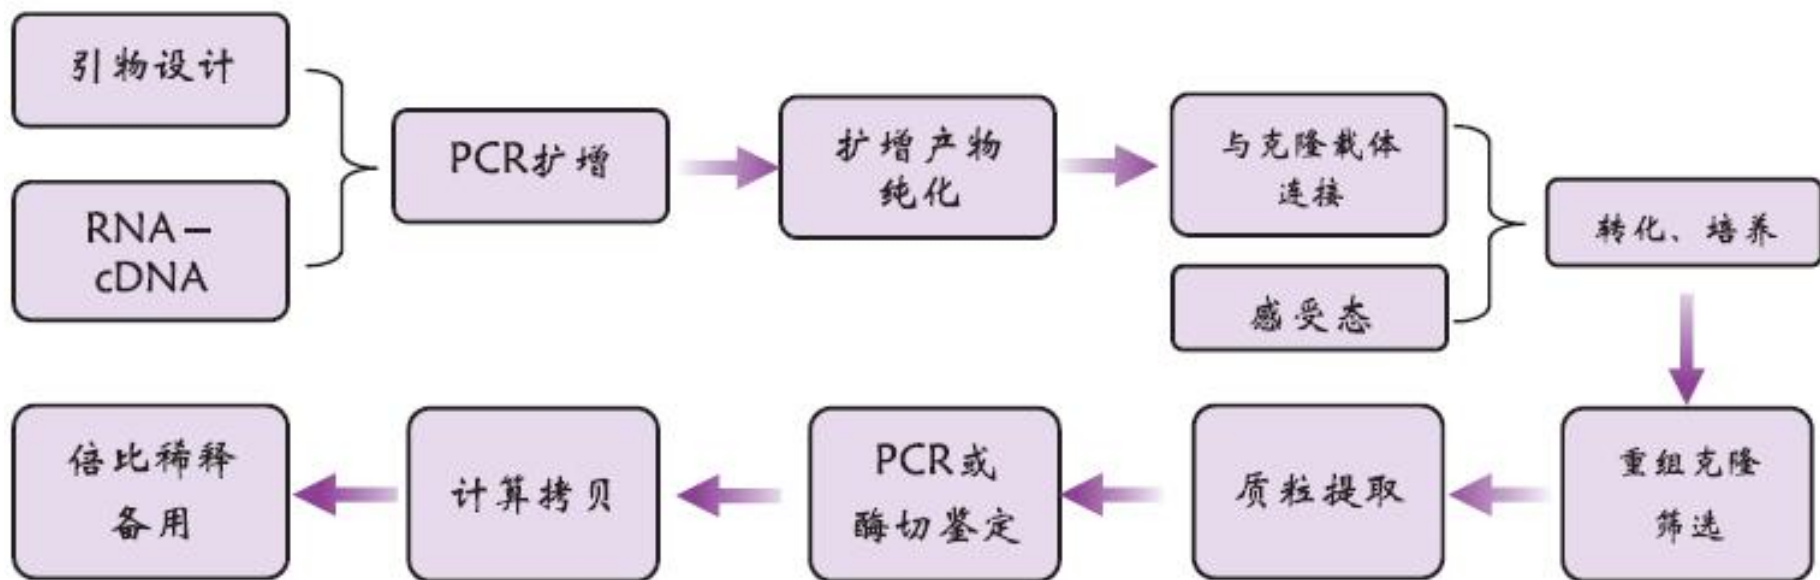 引物设计
RNA－
cDNA
PCR扩增
扩增产物
纯化
与克隆载体
连接
感受态
转化、培养
重组克隆
筛选
质粒提取
PCR或
酶切鉴定
计算拷贝
倍比稀释
备用